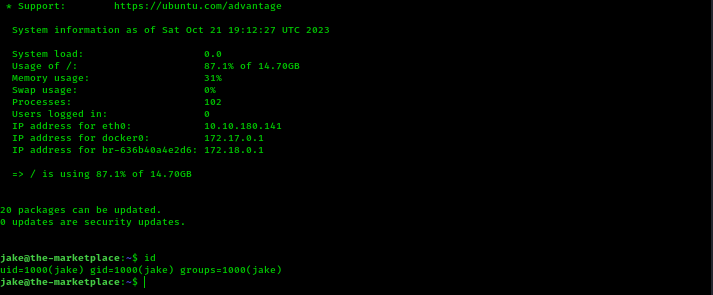 * Support:        https://ubuntu.com/advantage
System information as of Sat Oct 21 19:12:27 UTC 2023
System load:                    0.0
Usage of /:                     87.1% of 14.70GB
Memory usage:                   31%
Swap usage:                     0%
Processes:                      102
Users logged in:                0
IP address for eth0:            10.10.180.141
IP address for docker0:         172.17.0.1
IP address for br-636b40a4e2d6: 172.18.0.1
=> / is using 87.1% of 14.70GB
20 packages can be updated.
0 updates are security updates.
jake@the-marketplace:~$ id
uid=1000(jake) gid=1000(jake) groups=1000(jake)
jake@the-marketplace:~$